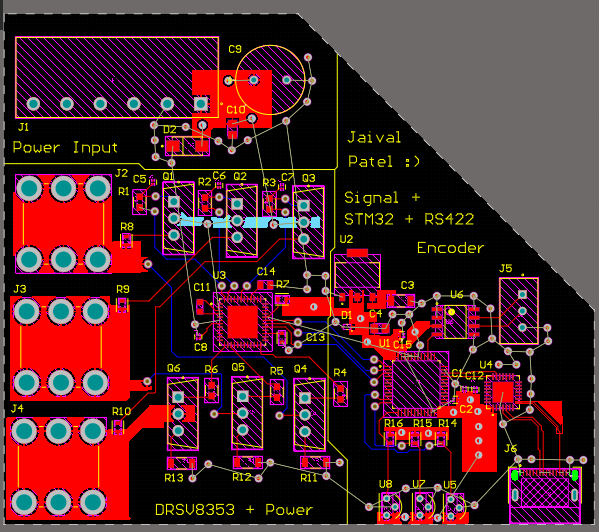 C9
C10
J1
D2
Power Input
Jaival
Patel :)
J2
C5
Q1
C6
Q2
C7
Q3
R1
R2
R3
R8
Signal +
STM32 + RS422
Encoder
U2
J3
R9
U3
C14
C11
R7
C3
U6
J5
D1
C4
C8
C13
U1
C15
Q6
R6
Q5
R5
Q4
R4
C1
C12
U4
C2
J4
R10
R16
R15
R14
R13
R12
R11
J6
U8
U7
U5
DRSV8353 + Power